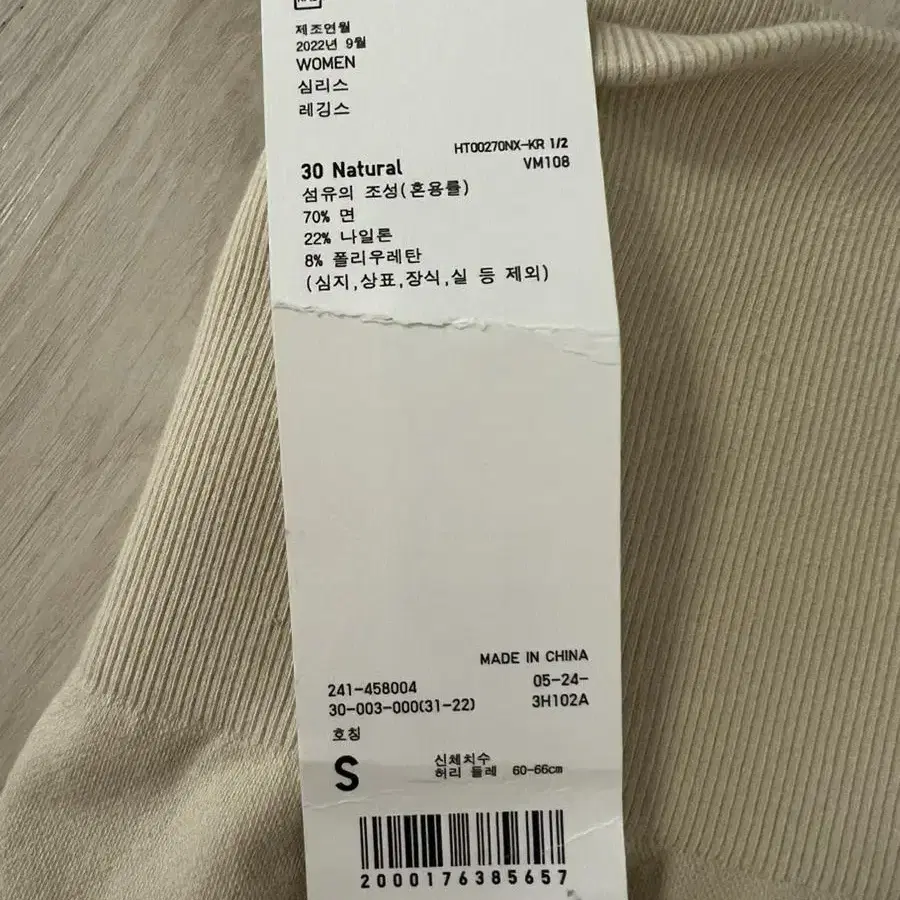 제조연월
2022년 9월
WOMEN
심리스
레깅스
HT00270NX-KR 1/2
30 Natural VM108
섬유의 조성(혼용률)
70% 면
22% 나일론
8% 폴리우레탄
(심지,상표,장식,실 등 제외)
MADE IN CHINA
241-458004 05-24-
30-003-000(31-22) 3H102A
호칭
S 신체치수
허리 둘레 60-66cm
2000176385657